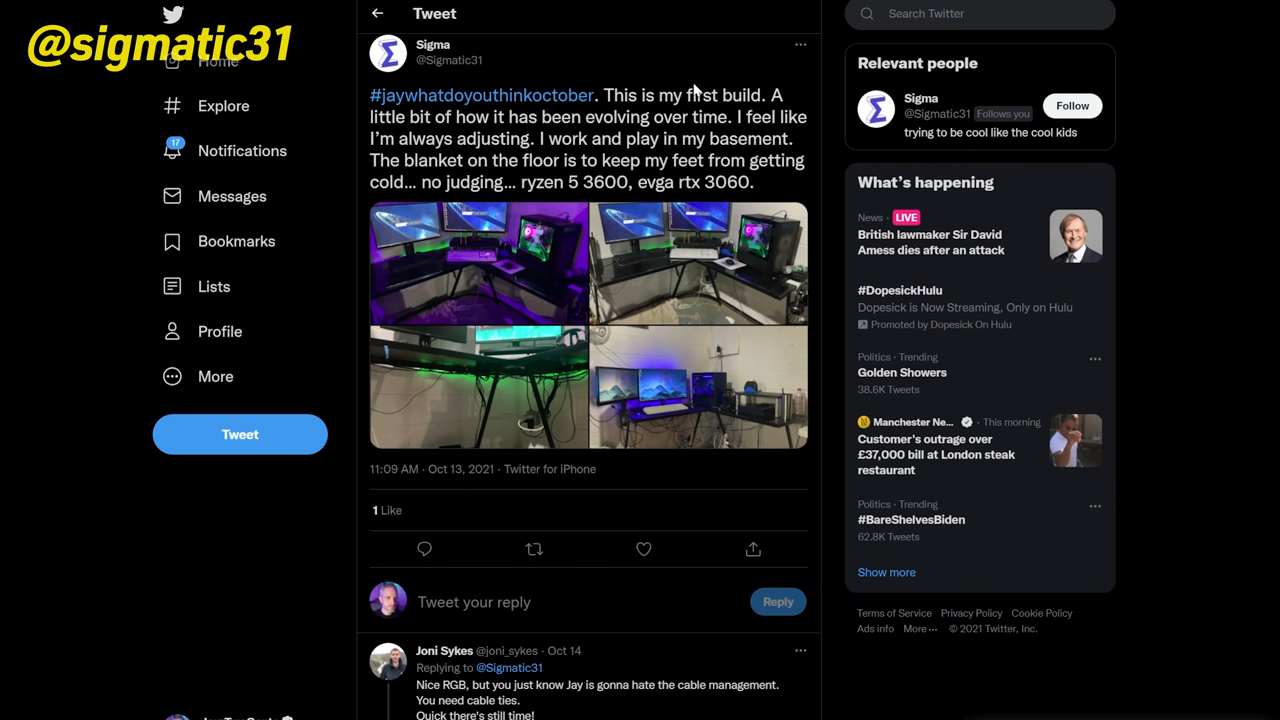 @sigmatic31
Home
Explore
17
Notifications
Messages
Bookmarks
Lists
Profile
More
Tweet
Tweet
Sigma
@Sigmatic31
#jaywhatdoyouthinkoctober. This is my first build. A
little bit of how it has been evolving over time. I feel like
I'm always adjusting. I work and play in my basement.
The blanket on the floor is to keep my feet from getting
cold... no judging... ryzen 5 3600, evga rtx 3060.
11:09 AM · Oct 13, 2021 · Twitter for iPhone
1 Like
Tweet your reply
Reply
Joni Sykes @joni_sykes · Oct 14
Replying to @Sigmatic31
Nice RGB, but you just know Jay is gonna hate the cable management.
You need cable ties.
Quick there's still time!
Search Twitter
Relevant people
Sigma
@Sigmatic31 Follows you
Follow
trying to be cool like the cool kids
What's happening
News · LIVE
British lawmaker Sir David
Amess dies after an attack
#DopesickHulu
Dopesick is Now Streaming, Only on Hulu
Promoted by Dopesick On Hulu
Politics · Trending
Golden Showers
38.6K Tweets
Manchester Ne... · This morning
Customer's outrage over
£37,000 bill at London steak
restaurant
Politics · Trending
#BareShelvesBiden
62.8K Tweets
Show more
Terms of Service Privacy Policy Cookie Policy
Ads info More ··· © 2021 Twitter, Inc.